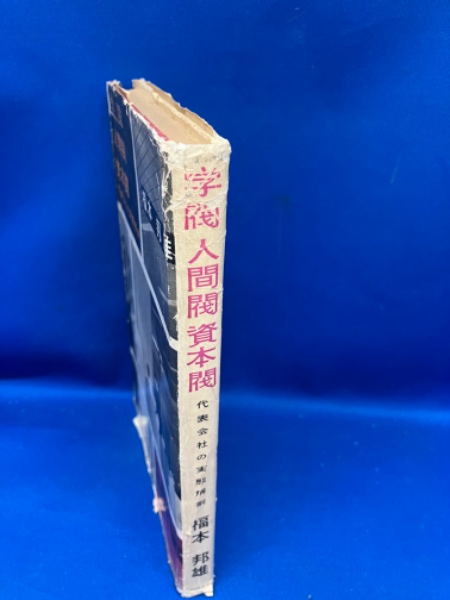 学閥人間閥資本閥
代表会社の実態解剖
福本邦雄